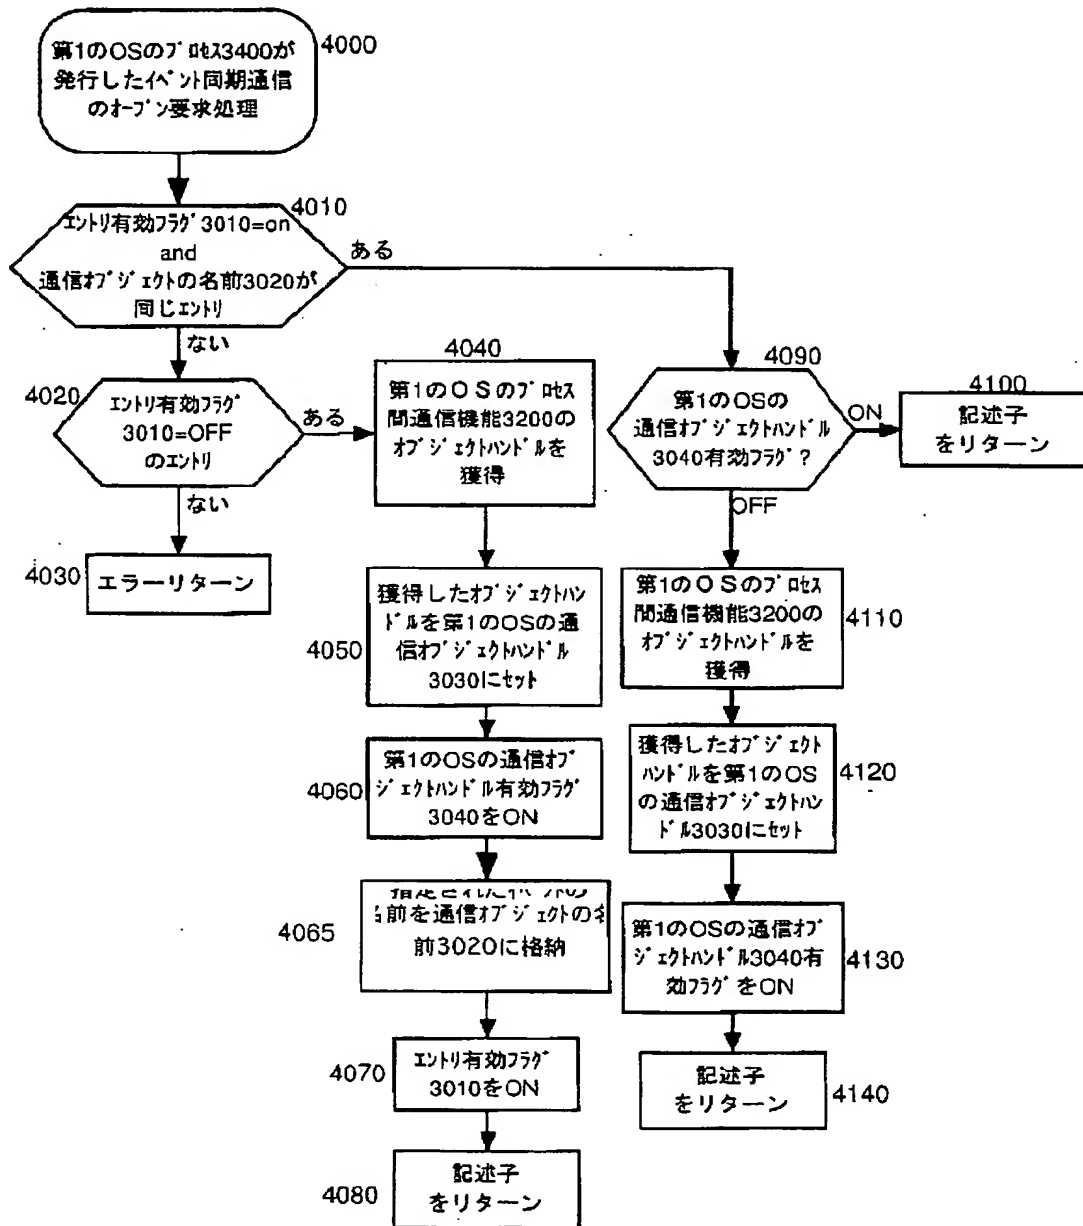 第1のOSのﾌﾟﾛｾｽ3400が
発行したｲﾍﾞﾝﾄ同期通信
のｵｰﾌﾟﾝ要求処理
4000
4010
ｴﾝﾄﾘ有効ﾌﾗｸﾞ3010=on
and
通信ｵﾌﾞｼﾞｪｸﾄの名前3020が
同じｴﾝﾄﾘ
ある
ない
4020
ｴﾝﾄﾘ有効ﾌﾗｸﾞ
3010=OFF
のｴﾝﾄﾘ
ある
ない
4030
エラーリターン
4040
第1のＯＳのﾌﾟﾛｾｽ
間通信機能3200の
ｵﾌﾞｼﾞｪｸﾄﾊﾝﾄﾞﾙを
獲得
4050
獲得したｵﾌﾞｼﾞｪｸﾄﾊﾝ
ﾄﾞﾙを第1のOSの通
信ｵﾌﾞｼﾞｪｸﾄﾊﾝﾄﾞﾙ
3030にセット
4060
第1のOSの通信ｵﾌﾞ
ｼﾞｪｸﾄﾊﾝﾄﾞﾙ有効ﾌﾗｸﾞ
3040をON
4065
指定された
名前を通信ｵﾌﾞｼﾞｪｸﾄの名
前3020に格納
4070
ｴﾝﾄﾘ有効ﾌﾗｸﾞ
3010をON
4080
記述子
をリターン
4090
第1のOSの
通信ｵﾌﾞｼﾞｪｸﾄﾊﾝﾄﾞﾙ
3040有効ﾌﾗｸﾞ?
ON
OFF
4100
記述子
をリターン
第1のＯＳのﾌﾟﾛｾｽ
間通信機能3200の
ｵﾌﾞｼﾞｪｸﾄﾊﾝﾄﾞﾙを
獲得
4110
獲得したｵﾌﾞｼﾞｪｸﾄ
ﾊﾝﾄﾞﾙを第1のOS
の通信ｵﾌﾞｼﾞｪｸﾄﾊﾝ
ﾄﾞﾙ3030にセット
4120
第1のOSの通信ｵﾌﾞ
ｼﾞｪｸﾄﾊﾝﾄﾞﾙ3040有
効ﾌﾗｸﾞをON
4130
記述子
をリターン
4140